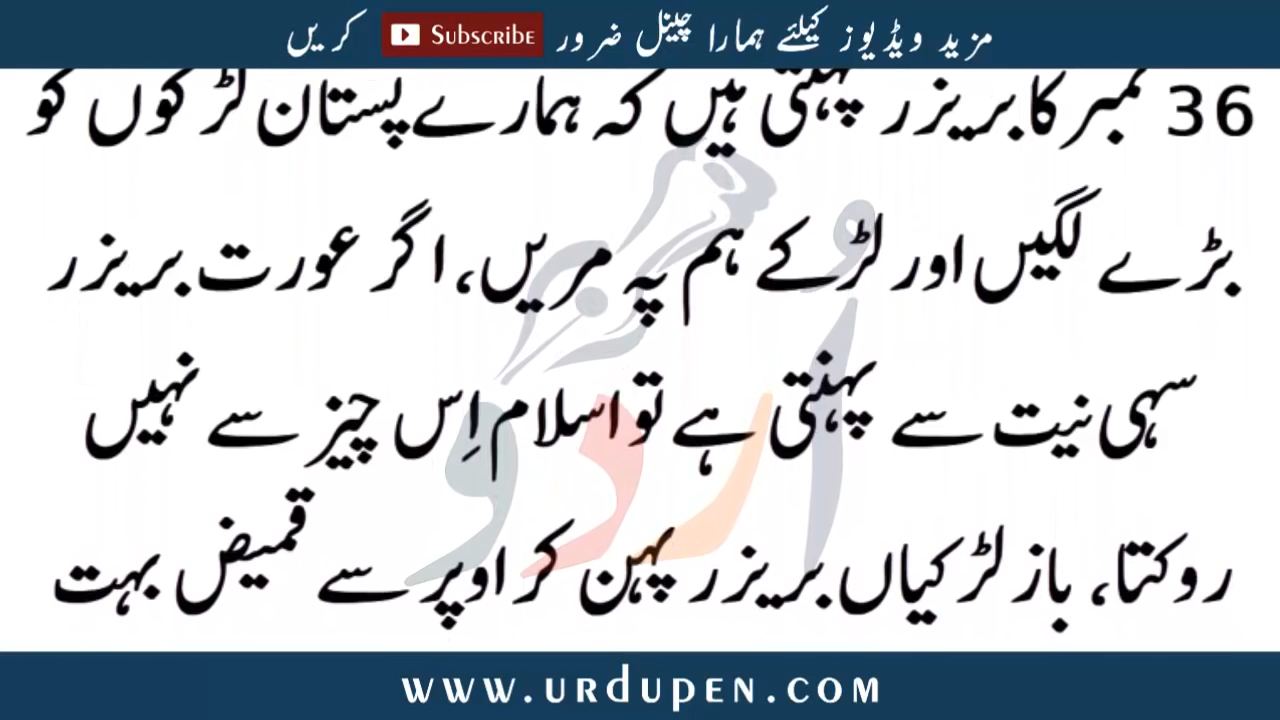 مزید ویڈیوز کیلئے ہمارا چینل ضرور Subscribe کریں
36 نمبر کا بریزر پہنتی ہیں کہ ہمارے پستان لڑکوں کو
بڑے لگیں اور لڑکے ہم پہ مریں، اگر عورت بریزر
سہی نیت سے پہنتی ہے تو اسلام اِس چیز سے نہیں
روکتا، باز لڑکیاں بریزر پہن کر اوپر سے قمیض بہت
اُردو
www.urdupen.com